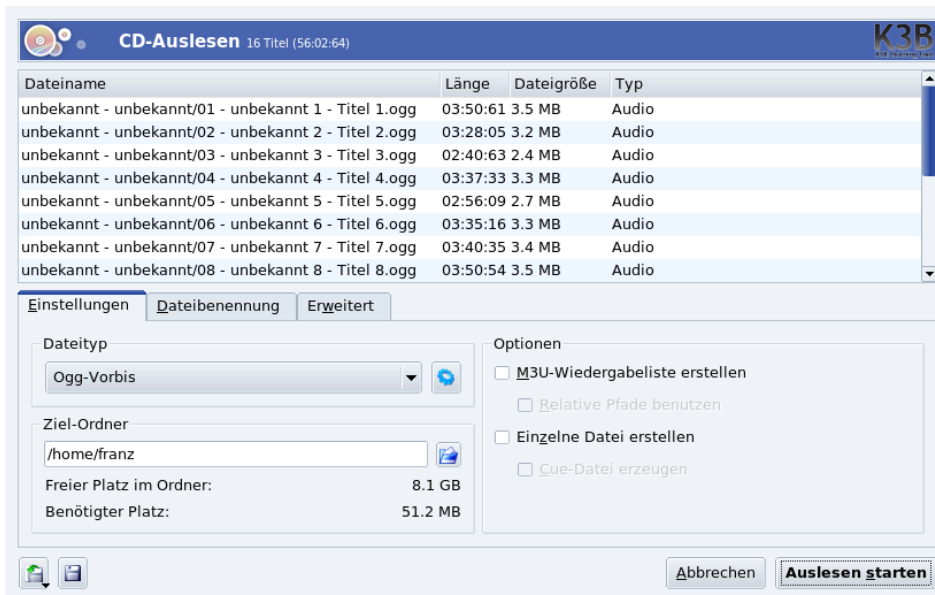 CD-Auslesen 16 Titel (56:02:64)
K3B
Dateiname Länge Dateigröße Typ
unbekannt - unbekannt/01 - unbekannt 1 - Titel 1.ogg 03:50:61 3.5 MB Audio
unbekannt - unbekannt/02 - unbekannt 2 - Titel 2.ogg 03:28:05 3.2 MB Audio
unbekannt - unbekannt/03 - unbekannt 3 - Titel 3.ogg 02:40:63 2.4 MB Audio
unbekannt - unbekannt/04 - unbekannt 4 - Titel 4.ogg 03:37:33 3.3 MB Audio
unbekannt - unbekannt/05 - unbekannt 5 - Titel 5.ogg 02:56:09 2.7 MB Audio
unbekannt - unbekannt/06 - unbekannt 6 - Titel 6.ogg 03:35:16 3.3 MB Audio
unbekannt - unbekannt/07 - unbekannt 7 - Titel 7.ogg 03:40:35 3.4 MB Audio
unbekannt - unbekannt/08 - unbekannt 8 - Titel 8.ogg 03:50:54 3.5 MB Audio
Einstellungen Dateibenennung Erweitert
Dateityp
Ogg-Vorbis
Ziel-Ordner
/home/franz
Freier Platz im Ordner: 8.1 GB
Benötigter Platz: 51.2 MB
Optionen
M3U-Wiedergabeliste erstellen
Relative Pfade benutzen
Einzelne Datei erstellen
Cue-Datei erzeugen
Abbrechen Auslesen starten